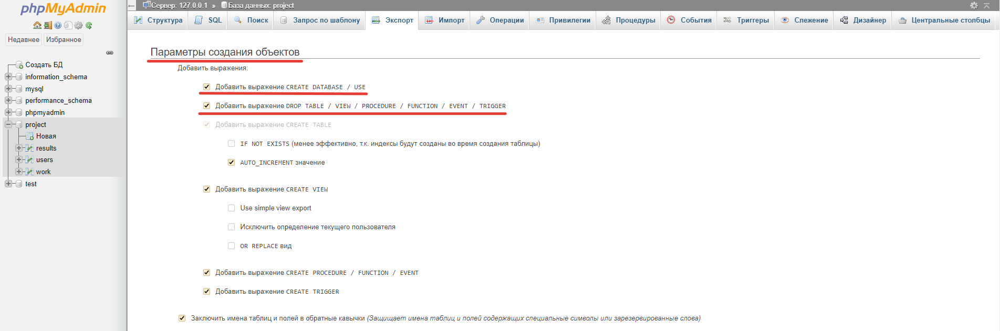 phpMyAdmin
Недавнее Избранное
Создать БД
information_schema
mysql
performance_schema
phpmyadmin
project
Новая
results
users
work
test
Сервер: 127.0.0.1 » База данных: project
Структура SQL Поиск Запрос по шаблону Экспорт Импорт Операции Привилегии Процедуры События Триггеры Слежение Дизайнер Центральные столбцы
Параметры создания объектов
Добавить выражения:
Добавить выражение CREATE DATABASE / USE
Добавить выражение DROP TABLE / VIEW / PROCEDURE / FUNCTION / EVENT / TRIGGER
Добавить выражение CREATE TABLE
IF NOT EXISTS (менее эффективно, т.к. индексы будут созданы во время создания таблицы)
AUTO_INCREMENT значение
Добавить выражение CREATE VIEW
Use simple view export
Исключить определение текущего пользователя
OR REPLACE вид
Добавить выражение CREATE PROCEDURE / FUNCTION / EVENT
Добавить выражение CREATE TRIGGER
Заключить имена таблиц и полей в обратные кавычки (Защищает имена таблиц и полей содержащих специальные символы или зарезервированные слова)